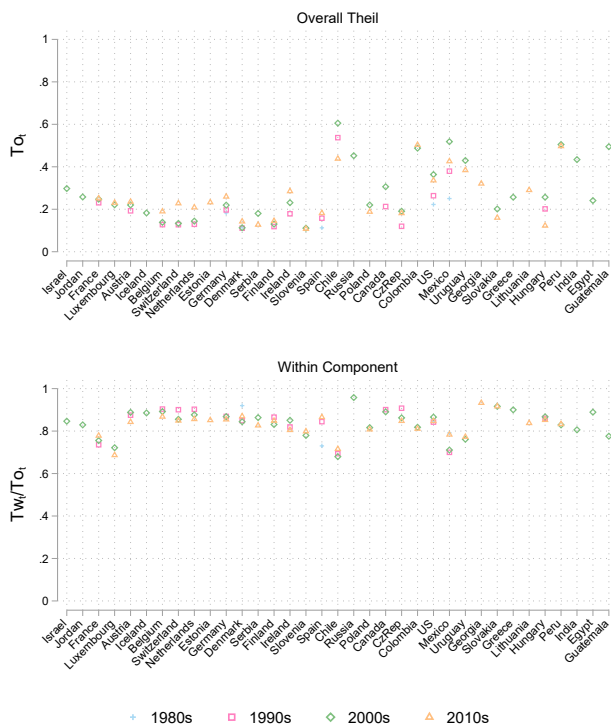 Overall Theil
To_t
1
.8
.6
.4
.2
0
Israel
Jordan
France
Luxembourg
Austria
Iceland
Belgium
Switzerland
Netherlands
Estonia
Germany
Denmark
Serbia
Finland
Ireland
Slovenia
Spain
Chile
Russia
Poland
Canada
CzRep
Colombia
US
Mexico
Uruguay
Georgia
Slovakia
Greece
Lithuania
Hungary
Peru
India
Egypt
Guatemala
Within Component
Tw_t/To_t
1
.8
.6
.4
.2
0
Israel
Jordan
France
Luxembourg
Austria
Iceland
Belgium
Switzerland
Netherlands
Estonia
Germany
Denmark
Serbia
Finland
Ireland
Slovenia
Spain
Chile
Russia
Poland
Canada
CzRep
Colombia
US
Mexico
Uruguay
Georgia
Slovakia
Greece
Lithuania
Hungary
Peru
India
Egypt
Guatemala
1980s 1990s 2000s 2010s